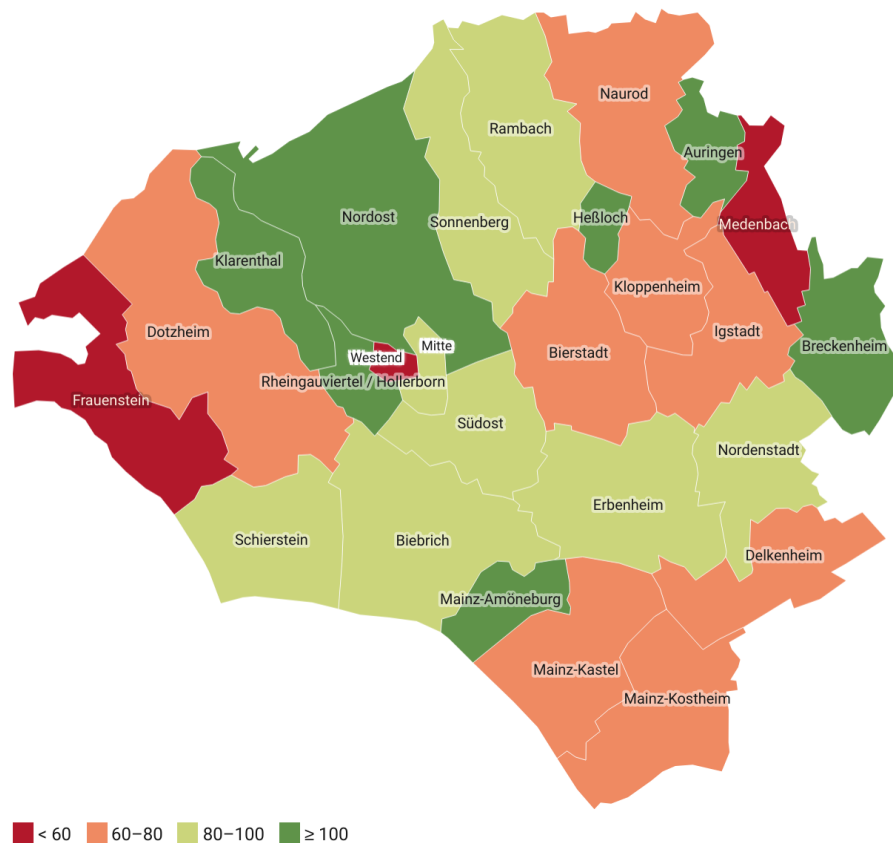 Naurod
Rambach
Auringen
Nordost
Heßloch
Sonnenberg
Medenbach
Klarenthal
Kloppenheim
Dotzheim
Igstadt
Mitte
Breckenheim
Bierstadt
Westend
Rheingauviertel / Hollerborn
Frauenstein
Südost
Nordenstadt
Erbenheim
Schierstein
Biebrich
Delkenheim
Mainz-Amöneburg
Mainz-Kastel
Mainz-Kostheim
< 60 60–80 80–100 ≥ 100